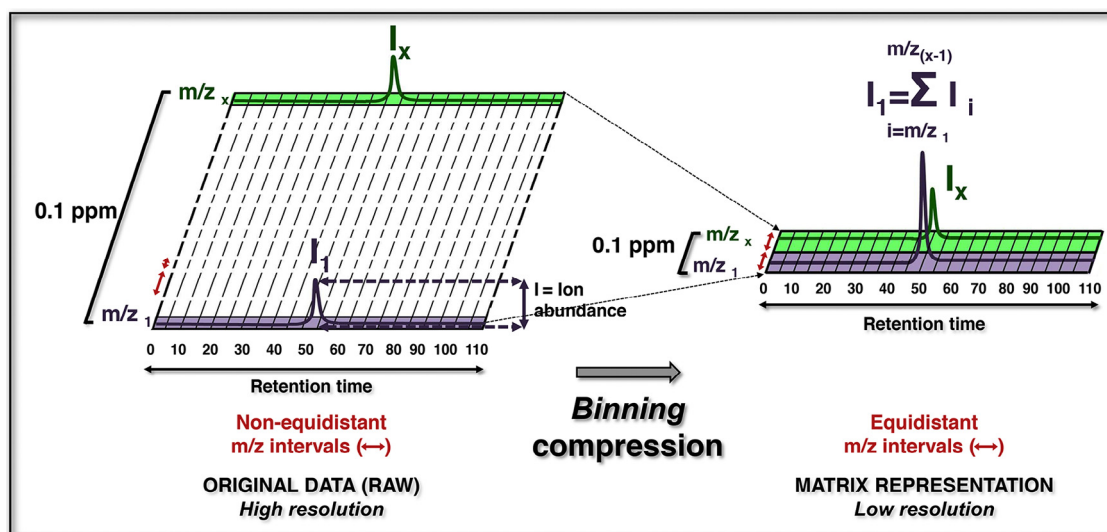 Ix
m/z x
0.1 ppm
I1
m/z 1
I = Ion
abundance
0 10 20 30 40 50 60 70 80 90 100 110
Retention time
Non-equidistant
m/z intervals (↔)
ORIGINAL DATA (RAW)
High resolution
Binning
compression
m/z(x-1)
I1=Σ Ii
i=m/z 1
Ix
0.1 ppm
m/z x
m/z 1
0 10 20 30 40 50 60 70 80 90 100 110
Retention time
Equidistant
m/z intervals (↔)
MATRIX REPRESENTATION
Low resolution